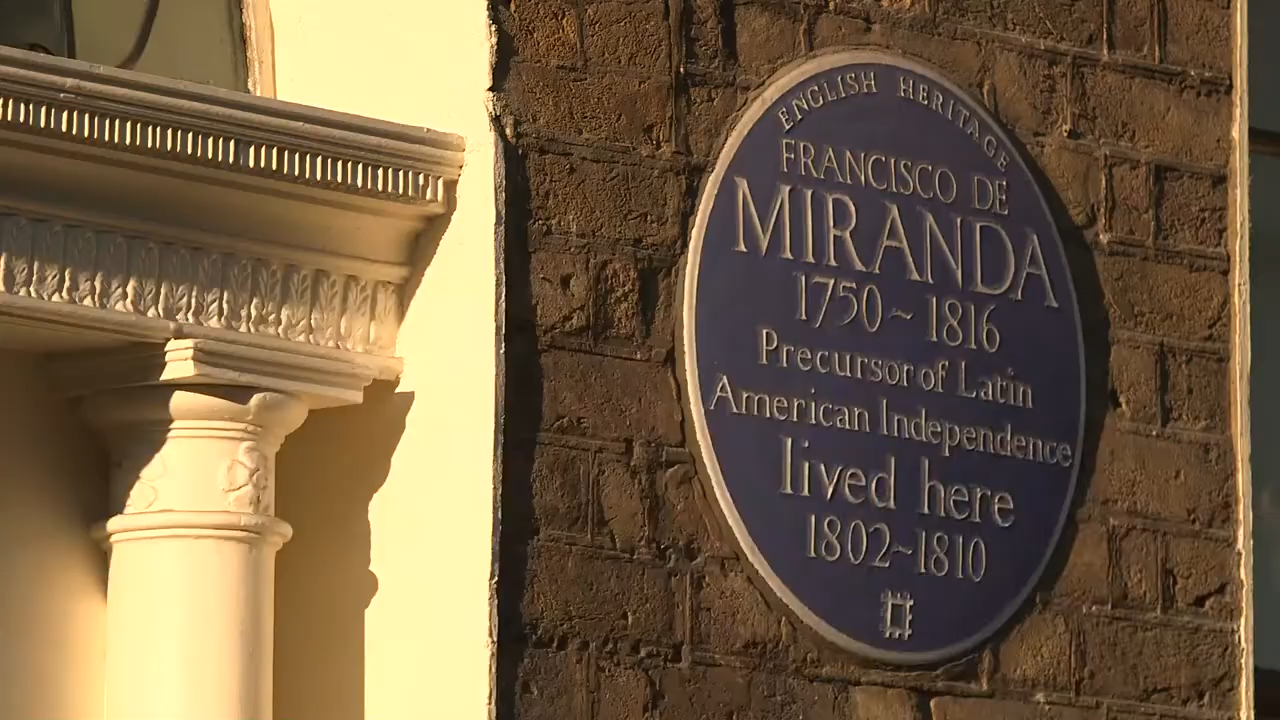 ENGLISH HERITAGE
FRANCISCO DE
MIRANDA
1750~1816
Precursor of Latin
American Independence
lived here
1802~1810